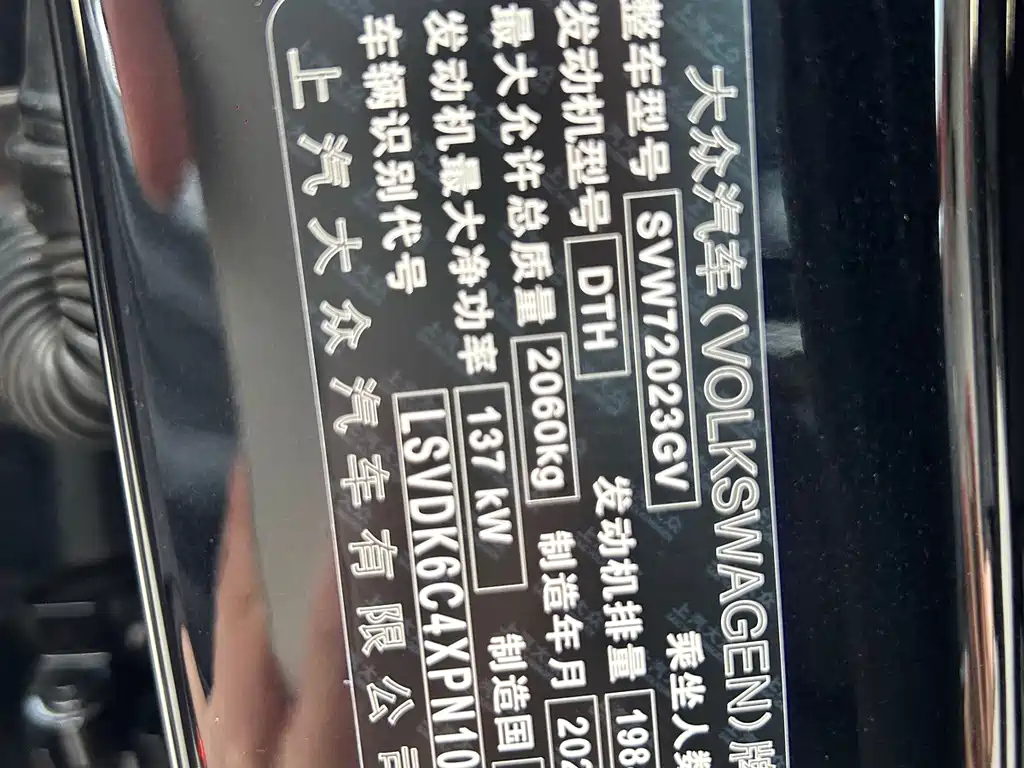 大众汽车(VOLKSWAGEN)牌
整车型号 SVW72023GV 乘坐人数
发动机型号 DTH 发动机排量 198
最大允许总质量 2060kg 制造年月 202
发动机最大净功率 137 kW 制造国
车辆识别代号 LSVDK6C4XPN10
上汽大众汽车有限公司